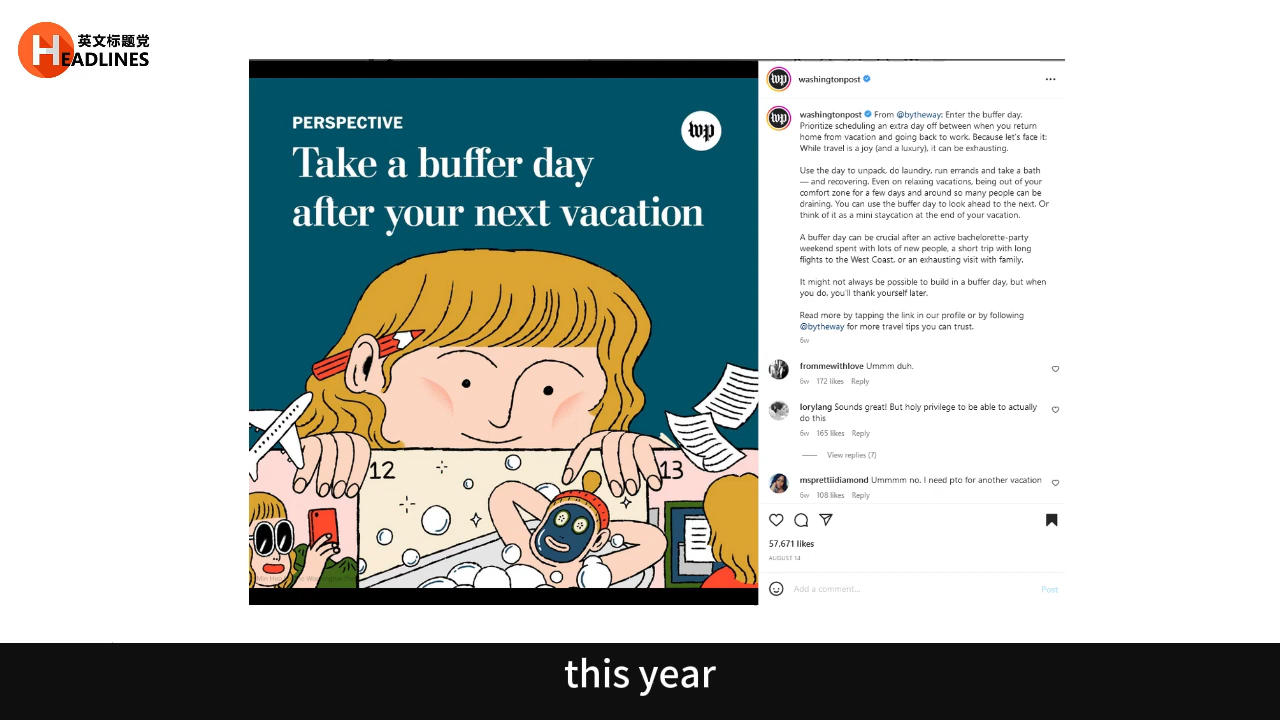 英文标题党
HEADLINES
PERSPECTIVE
wp
Take a buffer day
after your next vacation
12
13
wp
washingtonpost
wp
washingtonpost From @bytheway: Enter the buffer day.
Prioritize scheduling an extra day off between when you return
home from vacation and going back to work. Because let's face it:
While travel is a joy (and a luxury), it can be exhausting.
Use the day to unpack, do laundry, run errands and take a bath
— and recovering. Even on relaxing vacations, being out of your
comfort zone for a few days and around so many people can be
draining. You can use the buffer day to look ahead to the next. Or
think of it as a mini staycation at the end of your vacation.
A buffer day can be crucial after an active bachelorette-party
weekend spent with lots of new people, a short trip with long
flights to the West Coast, or an exhausting visit with family.
It might not always be possible to build in a buffer day, but when
you do, you'll thank yourself later.
Read more by tapping the link in our profile or by following
@bytheway for more travel tips you can trust.
6w
frommewithlove Ummm duh.
6w 172 likes Reply
lorylang Sounds great! But holy privilege to be able to actually
do this
6w 165 likes Reply
View replies (7)
msprettiidiamond Ummmm no. I need pto for another vacation
6w 108 likes Reply
57,671 likes
AUGUST 14
Add a comment...
Post
this year